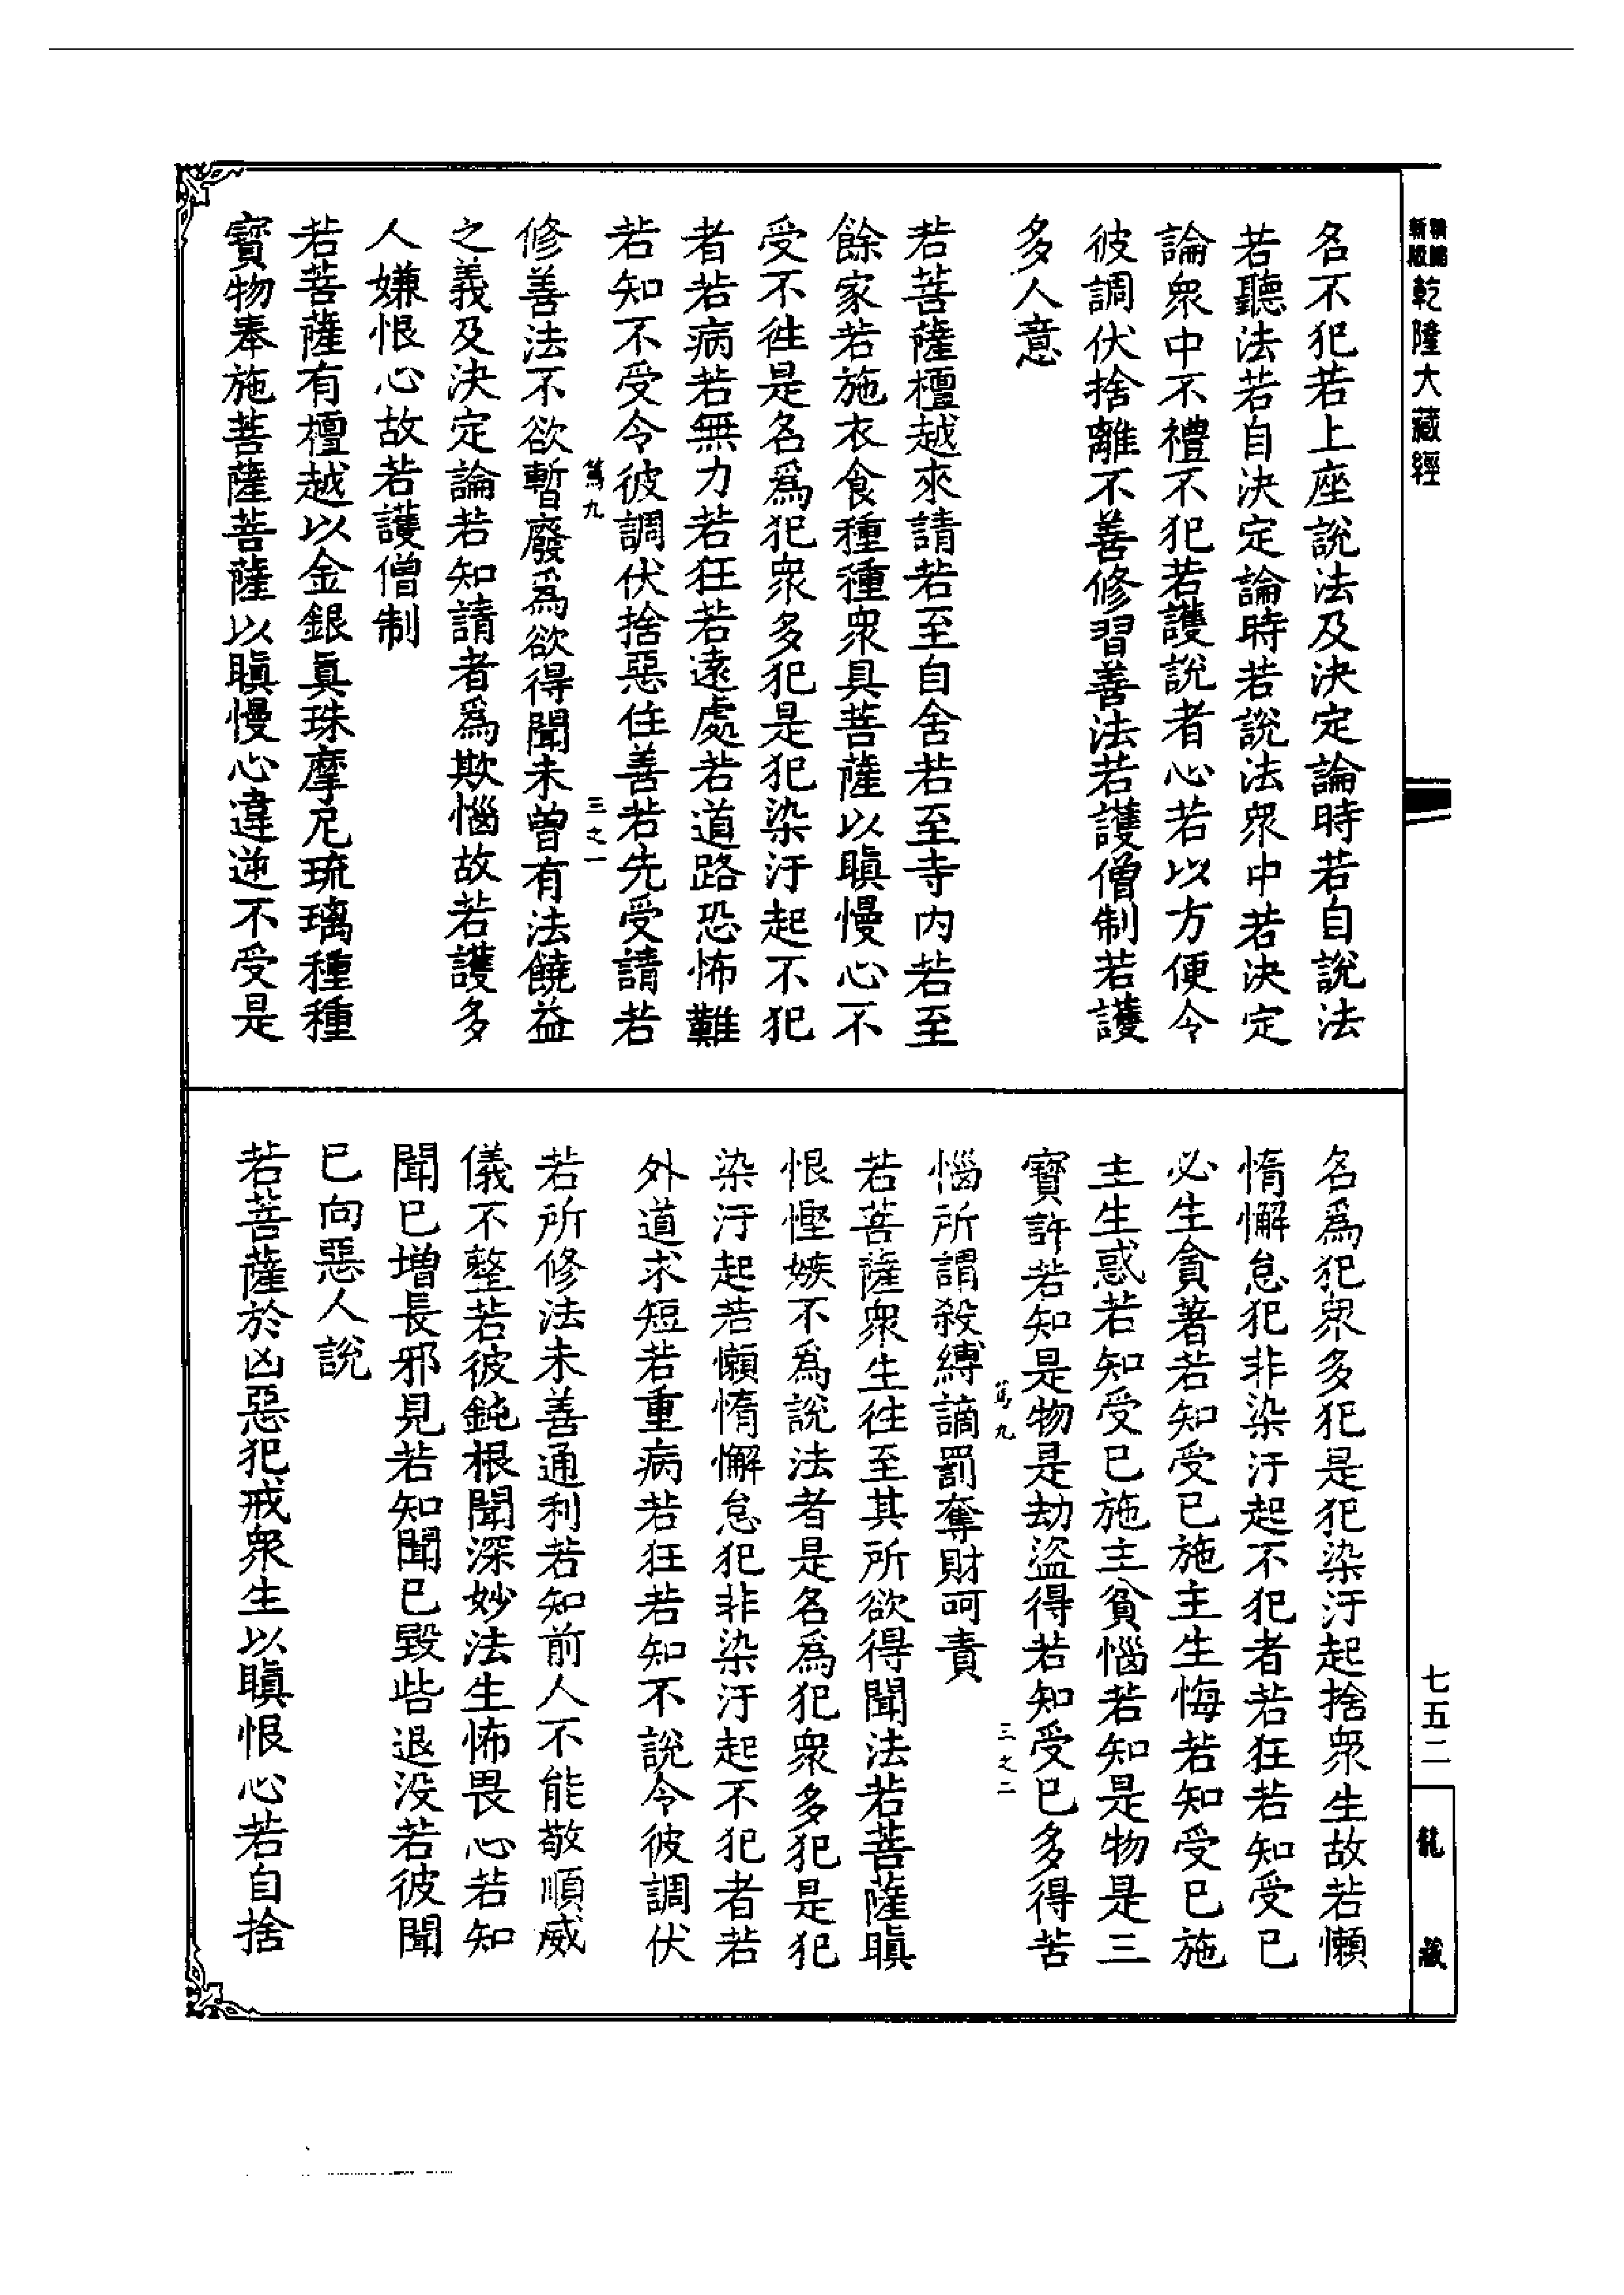 乾隆大藏經
名不犯若上座說法及決定論時若自說法
若聽法若自決定論時若說法衆中若決定
論衆中不禮不犯若護說者心若以方便令
彼調伏捨離不善修習善法若護僧制若護
多人意
若菩薩檀越來請若至自舍若至寺内若至
餘家若施衣食種種衆具菩薩以瞋慢心不
受不徃是名爲犯衆多犯是犯染汙起不犯
者若病若無力若狂若遠處若道路恐怖難
若知不受令彼調伏捨惡住善若先受請若
篤九
三之一
修善法不欲暫廢爲欲得聞未曽有法饒益
之義及決定論若知請者爲欺惱故若護多
人嫌恨心故若護僧制
若菩薩有檀越以金銀眞珠摩尼琉璃種種
寳物奉施菩薩菩薩以瞋慢心違逆不受是
七五二
龍藏
名爲犯衆多犯是犯染汙起捨衆生故若懶
惰懈怠犯非染汙起不犯者若狂若知受已
必生貪著若知受已施主生悔若知受已施
主生惑若知受已施主貧惱若知是物是三
寳許若知是物是劫盜得若知受已多得苦
篤九
三之二
惱所謂殺縛讁罰奪財呵責
若菩薩衆生往至其所欲得聞法若菩薩瞋
恨慳嫉不爲說法者是名爲犯衆多犯是犯
染汙起若懶惰懈怠犯非染汙起不犯者若
外道求短若重病若狂若知不說令彼調伏
若所修法未善通利若知前人不能敬順威
儀不整若彼鈍根聞深妙法生怖畏心若知
聞已增長邪見若知聞已毀呰退没若彼聞
已向惡人說
若菩薩於凶惡犯戒衆生以瞋恨心若自捨